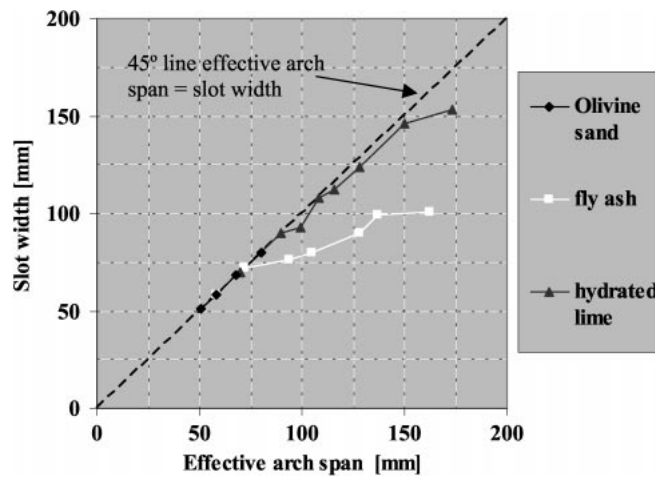 200
150
100
50
0
Slot width [mm]
45º line effective arch
span = slot width
0 50 100 150 200
Effective arch span [mm]
Olivine
sand
fly ash
hydrated
lime